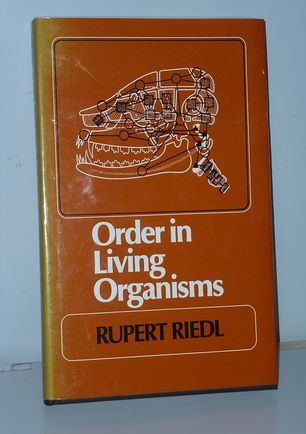 Order in
Living
Organisms
RUPERT RIEDL